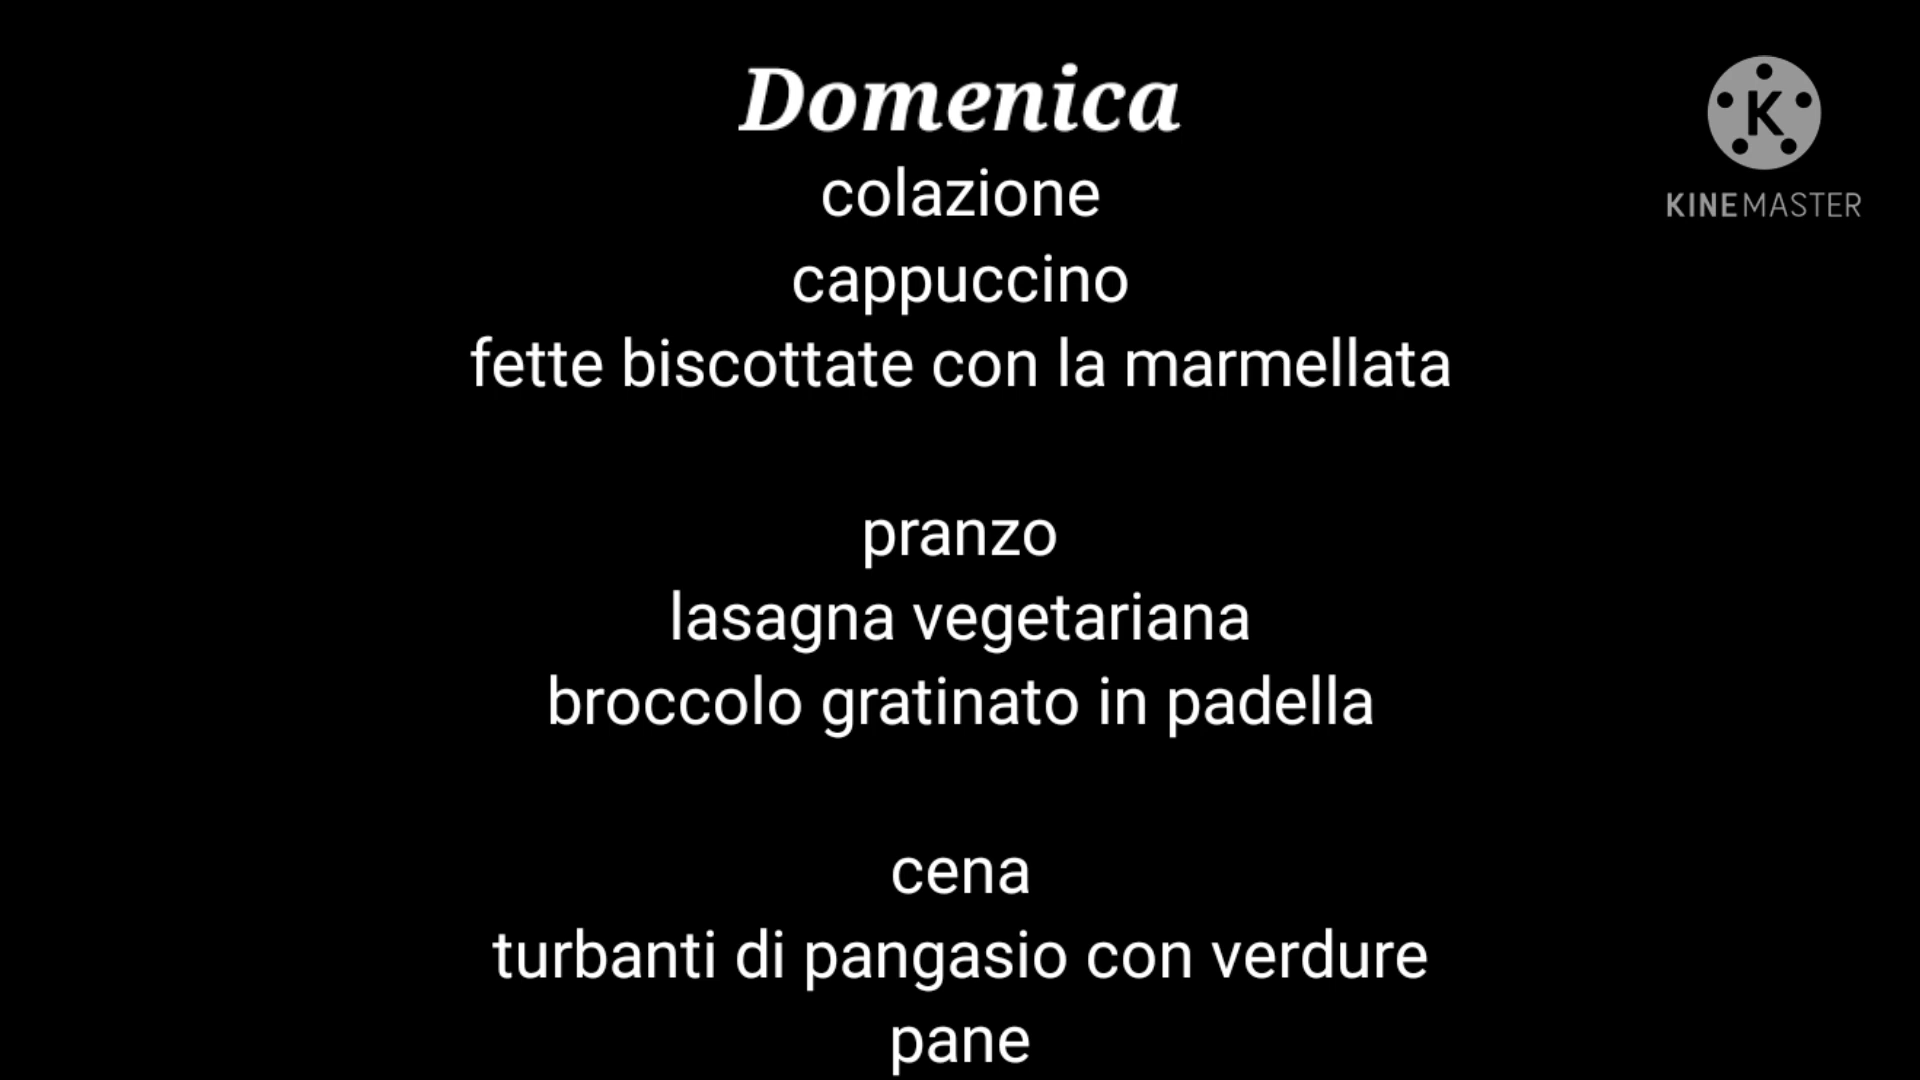 Domenica
colazione
cappuccino
fette biscottate con la marmellata
pranzo
lasagna vegetariana
broccolo gratinato in padella
cena
turbanti di pangasio con verdure
pane
K
KINEMASTER